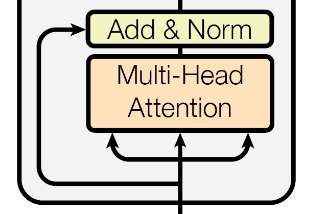 Add & Norm
Multi-Head
Attention